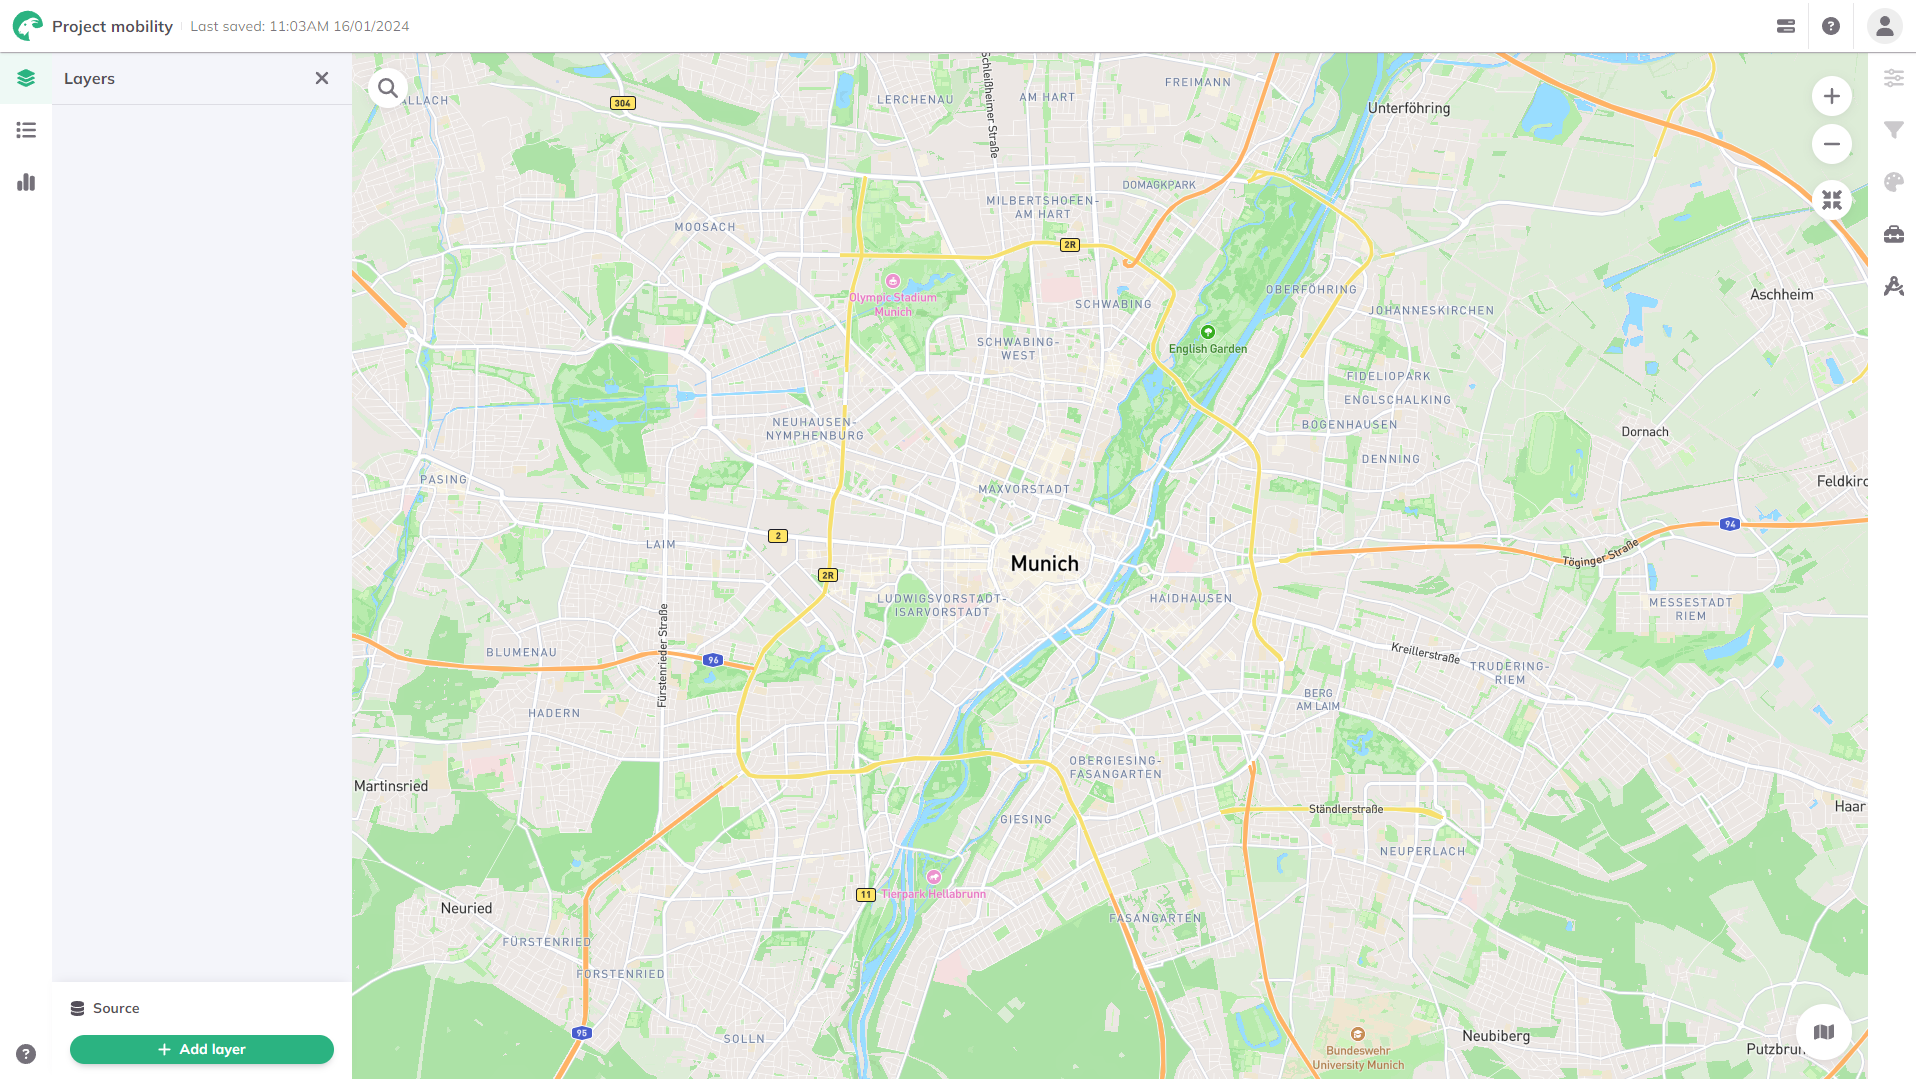 Project mobility
Last saved: 11:03AM 16/01/2024
Layers
Source
Add layer
304
LERCHENAU
AM HART
FREIMANN
Schleißheimer Straße
Unterföhring
DOMAGKPARK
MILBERTSHOFEN-
AM HART
MOOSACH
2R
Olympic Stadium
Munich
SCHWABING
OBERFÖHRING
Aschheim
JOHANNESKIRCHEN
SCHWABING-
WEST
English Garden
FIDELIOPARK
ENGLSCHALKING
NEUHAUSEN-
NYMPHENBURG
BOGENHAUSEN
Dornach
DENNING
PASING
MAXVORSTADT
Feldkirc
94
2
LAIM
Munich
Töginger Straße
2R
LUDWIGSVORSTADT-
ISARVORSTADT
HAIDHAUSEN
MESSESTADT
RIEM
Fürstenrieder Straße
BLUMENAU
96
Kreillerstraße
TRUDERING-
RIEM
BERG
AM LAIM
HADERN
OBERGIESING-
FASANGARTEN
Martinsried
Ständlerstraße
Haar
GIESING
NEUPERLACH
Tierpark Hellabrunn
11
Neuried
FASANGARTEN
FÜRSTENRIED
FORSTENRIED
95
SOLLN
Neubiberg
Bundeswehr
University Munich
Putzbrun